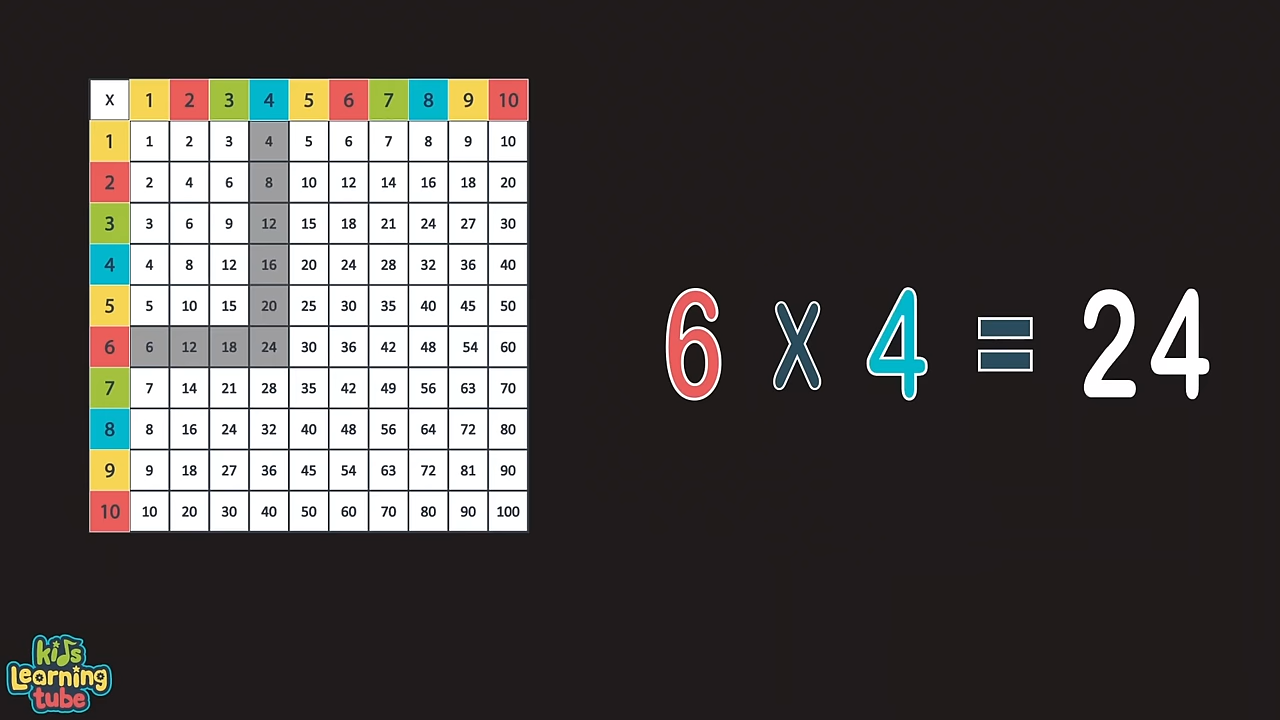 x 1 2 3 4 5 6 7 8 9 10
1 1 2 3 4 5 6 7 8 9 10
2 2 4 6 8 10 12 14 16 18 20
3 3 6 9 12 15 18 21 24 27 30
4 4 8 12 16 20 24 28 32 36 40
5 5 10 15 20 25 30 35 40 45 50
6 6 12 18 24 30 36 42 48 54 60
7 7 14 21 28 35 42 49 56 63 70
8 8 16 24 32 40 48 56 64 72 80
9 9 18 27 36 45 54 63 72 81 90
10 10 20 30 40 50 60 70 80 90 100
6 x 4 = 24
kids
Learning
tube